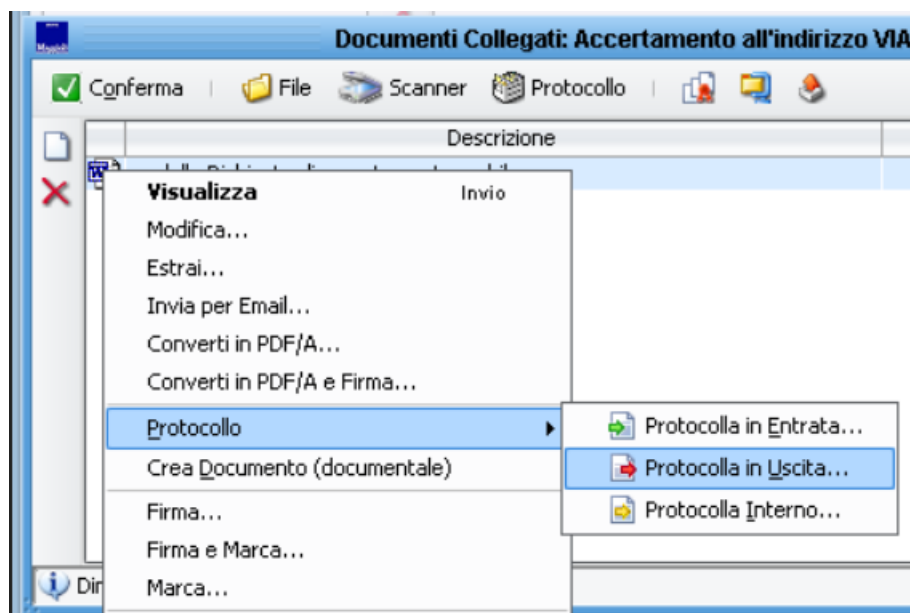 Documenti Collegati: Accertamento all'indirizzo VIA
Conferma File Scanner Protocollo
Descrizione
Visualizza Invio
Modifica...
Estrai...
Invia per Email...
Converti in PDF/A...
Converti in PDF/A e Firma...
Protocollo
Protocolla in Entrata...
Crea Documento (documentale)
Protocolla in Uscita...
Firma...
Protocolla Interno...
Firma e Marca...
Marca...